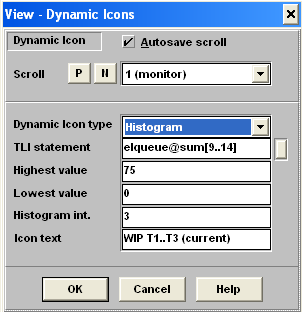 View - Dynamic Icons
Dynamic Icon Autosave scroll
Scroll P N 1 (monitor)
Dynamic Icon type Histogram
TLI statement elqueue@sum[9..14]
Highest value 75
Lowest value 0
Histogram int. 3
Icon text WIP T1..T3 (current)
OK Cancel Help